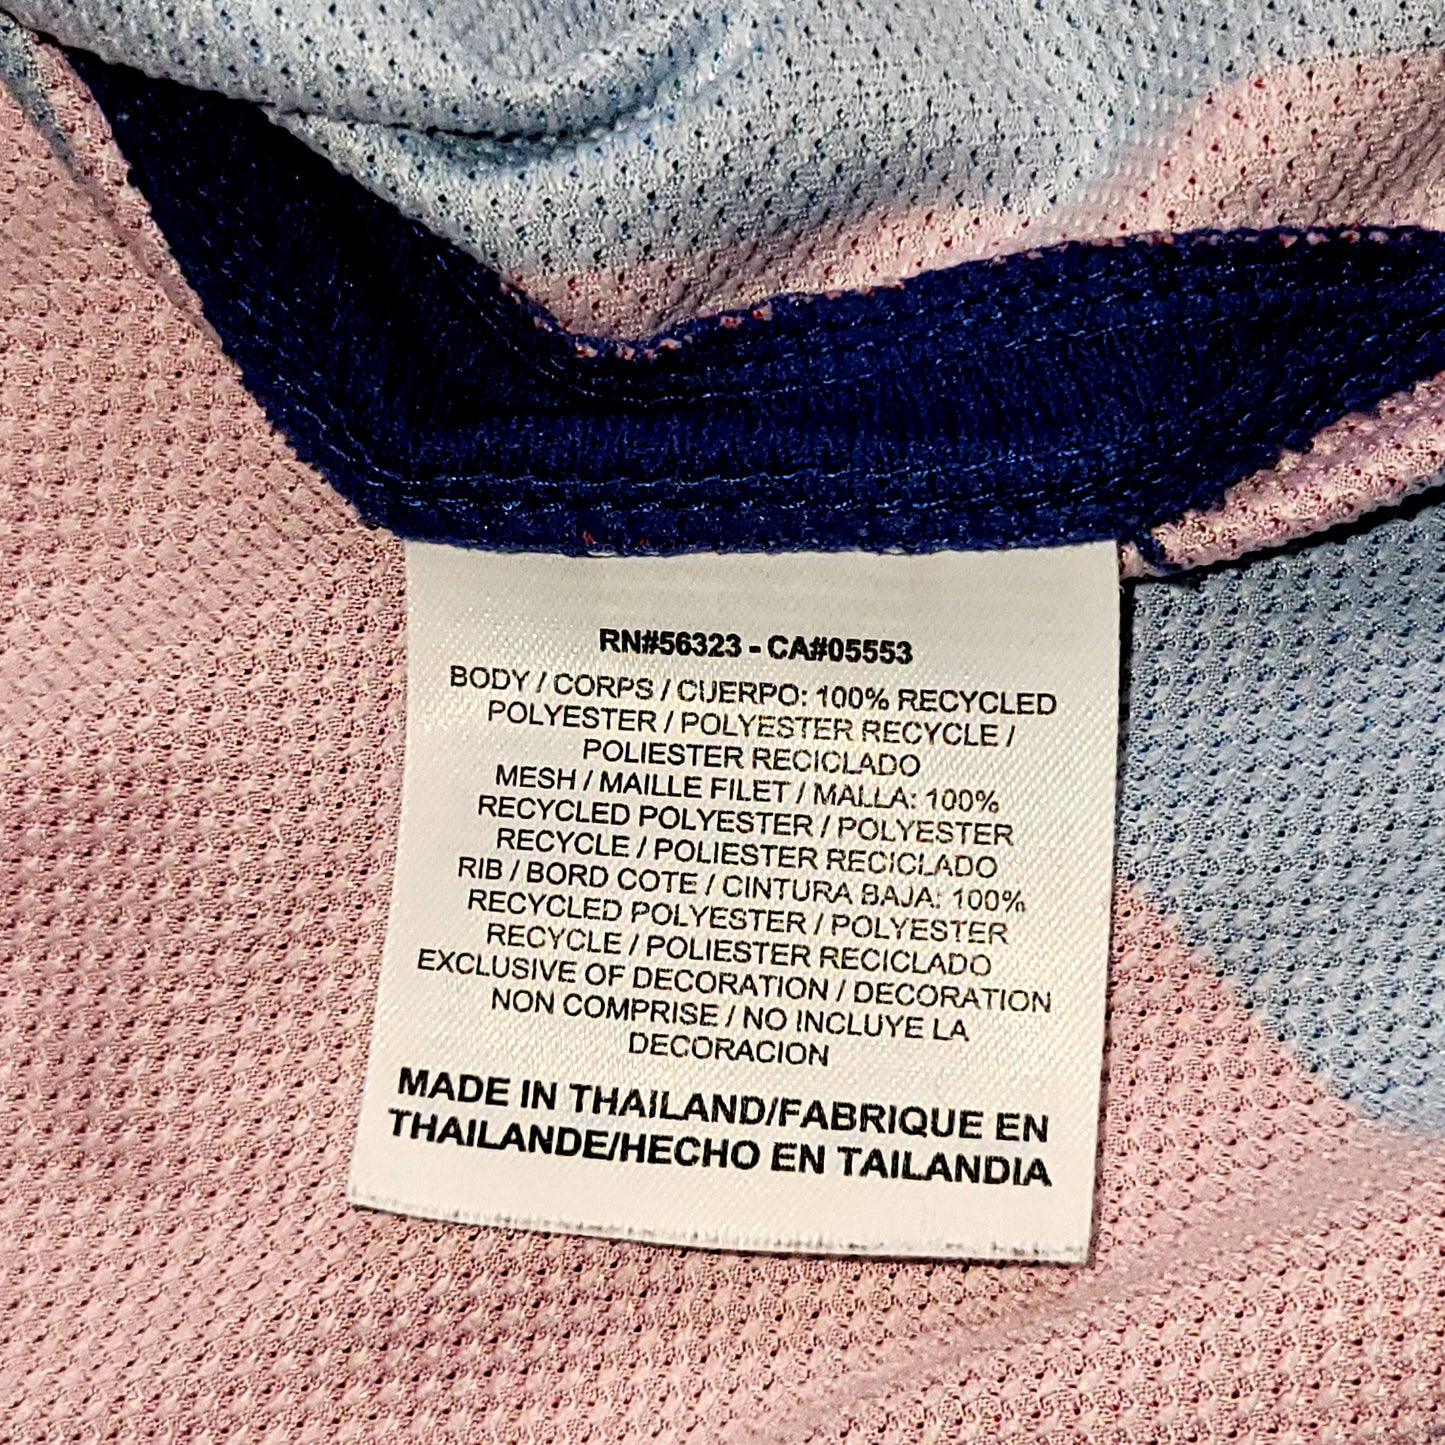 RN#56323 - CA#05553
BODY / CORPS / CUERPO: 100% RECYCLED
POLYESTER / POLYESTER RECYCLE /
POLIESTER RECICLADO
MESH / MAILLE FILET / MALLA: 100%
RECYCLED POLYESTER / POLYESTER
RECYCLE / POLIESTER RECICLADO
RIB / BORD COTE / CINTURA BAJA: 100%
RECYCLED POLYESTER / POLYESTER
RECYCLE / POLIESTER RECICLADO
EXCLUSIVE OF DECORATION / DECORATION
NON COMPRISE / NO INCLUYE LA
DECORACION
MADE IN THAILAND/FABRIQUE EN
THAILANDE/HECHO EN TAILANDIA